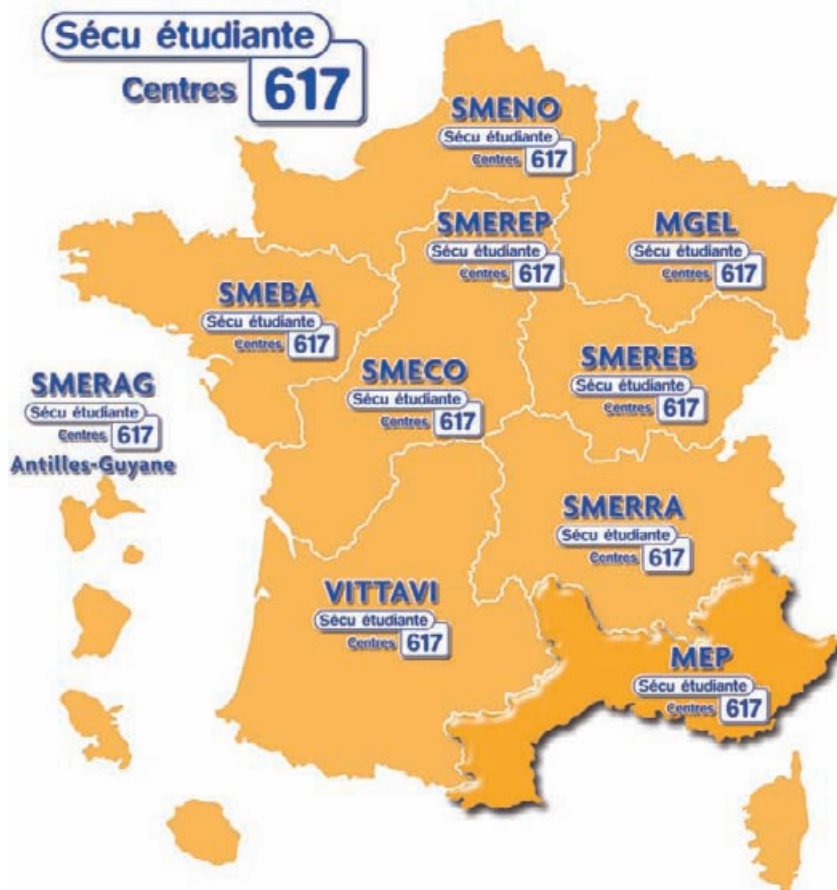 Sécu étudiante
Centres 617
SMENO
Sécu étudiante
Centres 617
SMEREP
Sécu étudiante
Centres 617
MGEL
Sécu étudiante
Centres 617
SMEBA
Sécu étudiante
Centres 617
SMECO
Sécu étudiante
Centres 617
SMEREB
Sécu étudiante
Centres 617
SMERAG
Sécu étudiante
Centres 617
Antilles-Guyane
SMERRA
Sécu étudiante
Centres 617
VITTAVI
Sécu étudiante
Centres 617
MEP
Sécu étudiante
Centres 617